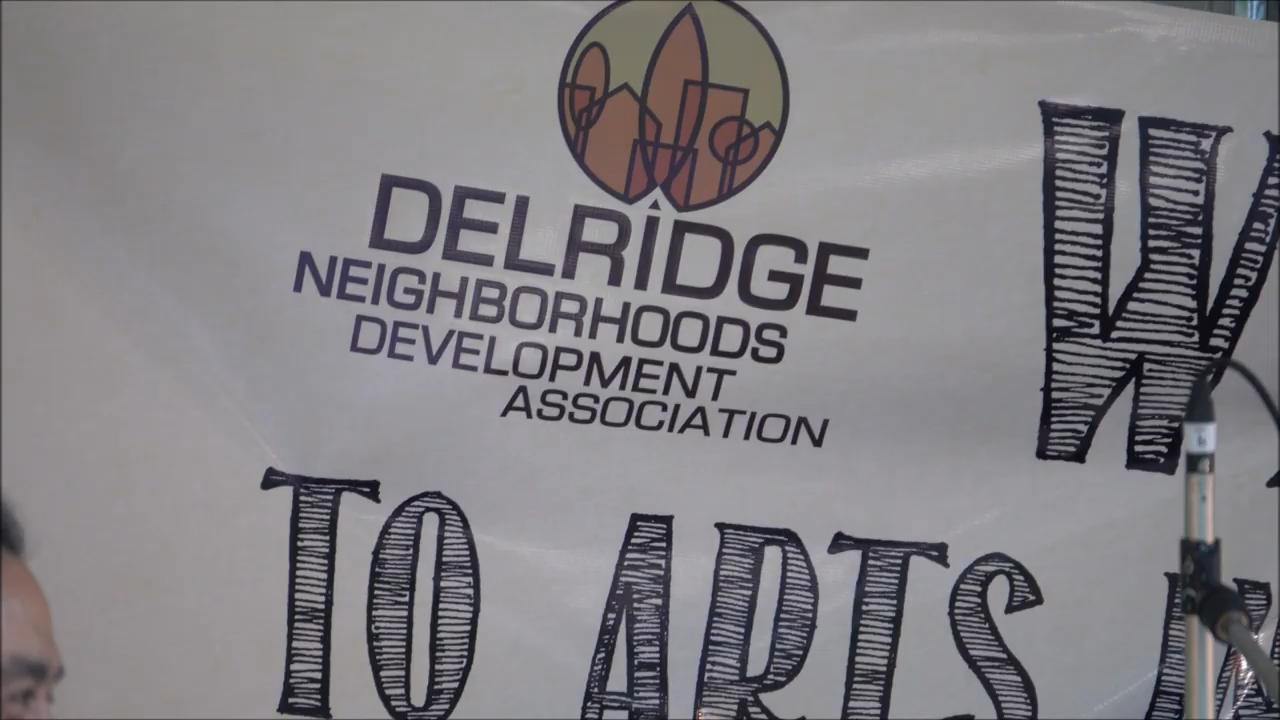 DELRIDGE
NEIGHBORHOODS
DEVELOPMENT
ASSOCIATION
TO ARTS